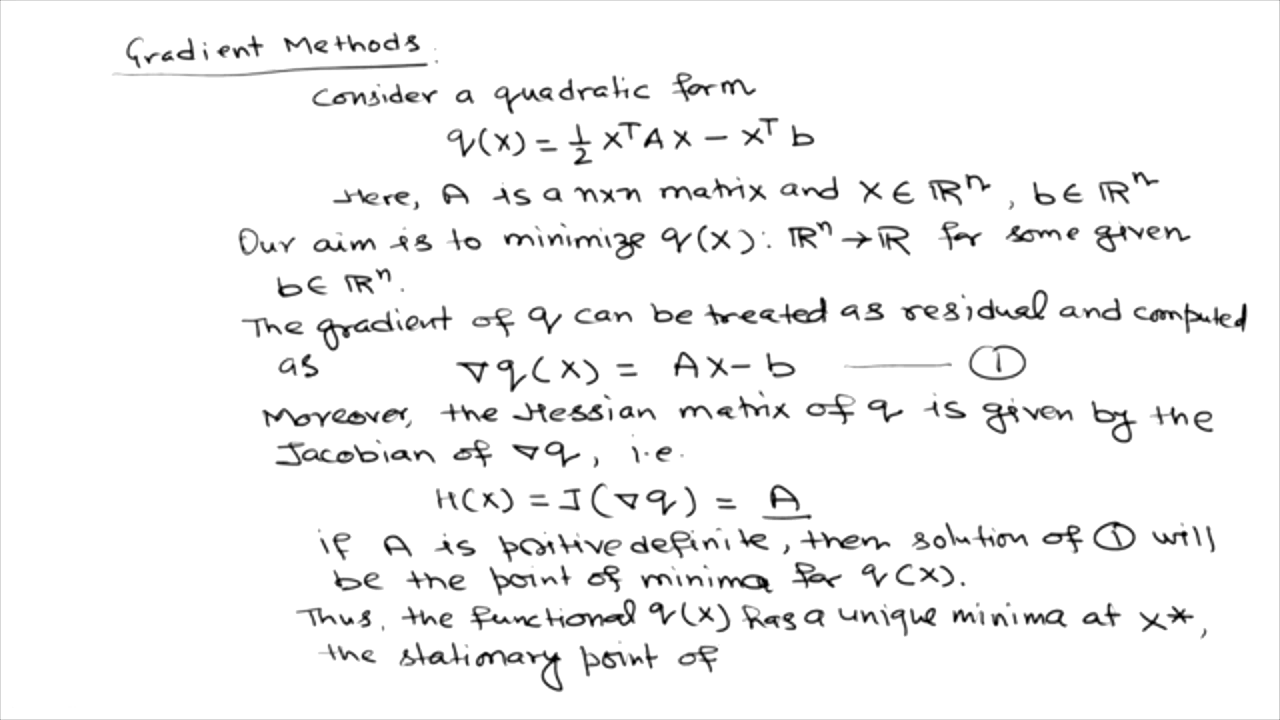 Gradient Methods.
Consider a quadratic form
q(x) = 1/2 xᵀAx − xᵀb
Here, A is a nxn matrix and x ∈ ℝⁿ, b ∈ ℝⁿ
Our aim is to minimize q(x): ℝⁿ → ℝ for some given
b ∈ ℝⁿ.
The gradient of q can be treated as residual and computed
as ∇q(x) = Ax − b —— ①
Moreover, the Hessian matrix of q is given by the
Jacobian of ∇q, i.e.
H(x) = J(∇q) = A
if A is positive definite, then solution of ① will
be the point of minima for q(x).
Thus, the functional q(x) has a unique minima at x*,
the stationary point of